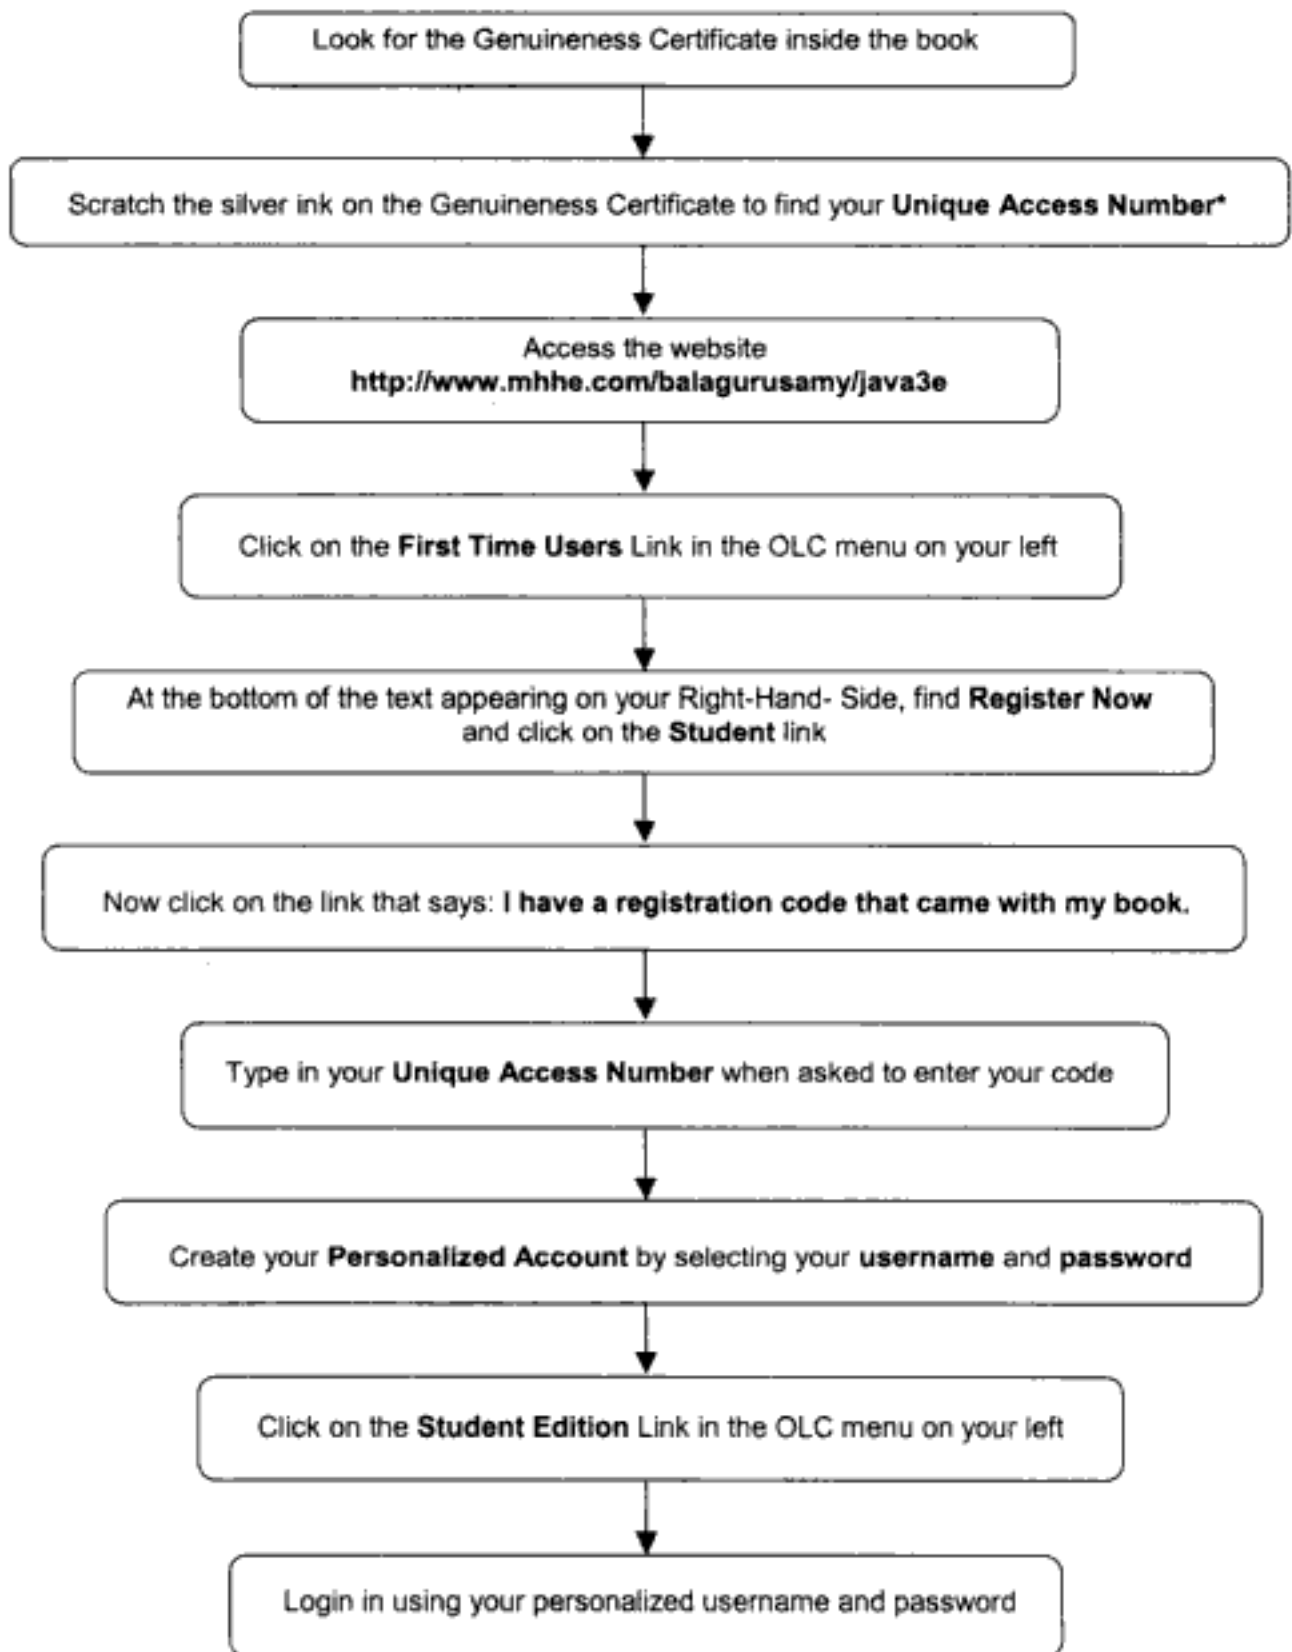 Look for the Genuineness Certificate inside the book
Scratch the silver ink on the Genuineness Certificate to find your Unique Access Number*
Access the website
http://www.mhhe.com/balagurusamy/java3e
Click on the First Time Users Link in the OLC menu on your left
At the bottom of the text appearing on your Right-Hand- Side, find Register Now
and click on the Student link
Now click on the link that says: I have a registration code that came with my book.
Type in your Unique Access Number when asked to enter your code
Create your Personalized Account by selecting your username and password
Click on the Student Edition Link in the OLC menu on your left
Login in using your personalized username and password